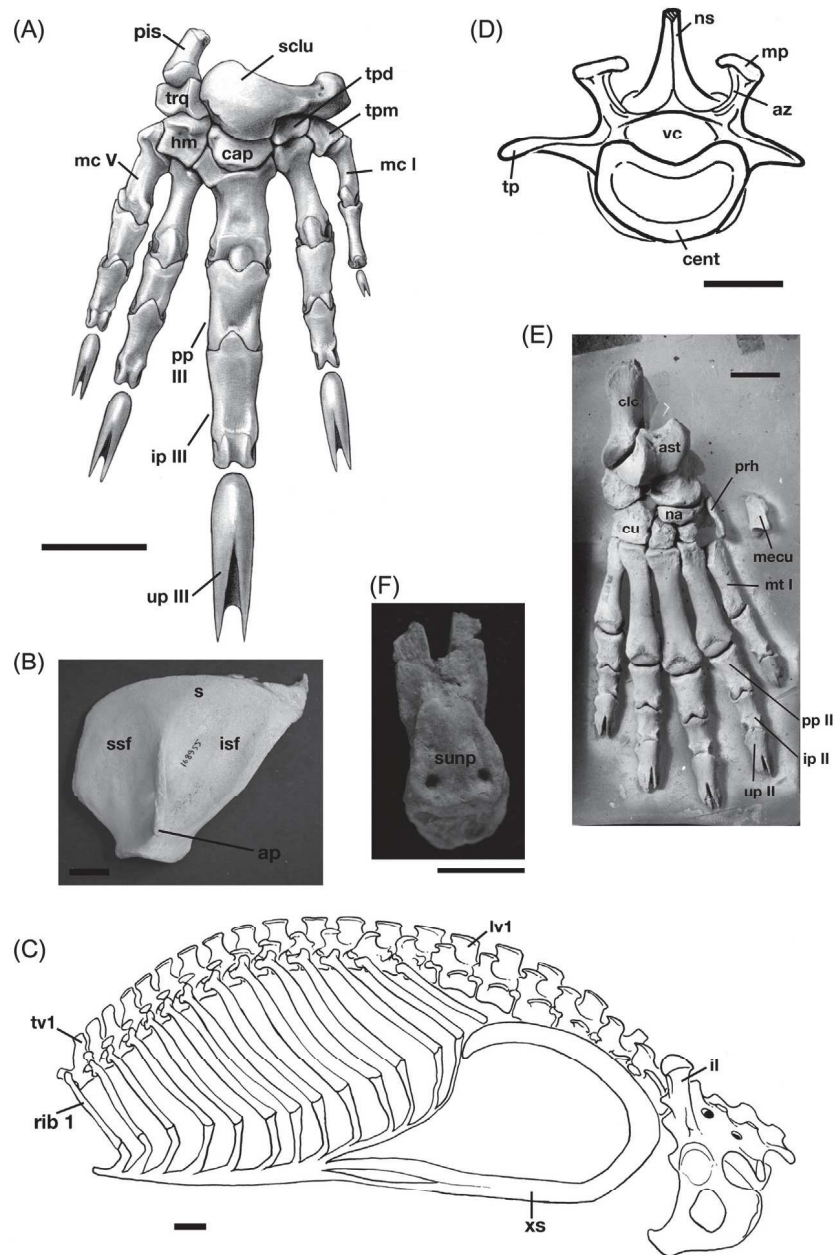 (A)
pis
sclu
trq
tpd
tpm
hm
cap
mc V
mc I
pp
III
ip III
up III
(B)
s
ssf
isf
168955
ap
(C)
lv1
tv1
il
rib 1
xs
(D)
ns
mp
az
vc
tp
cent
(E)
clc
ast
prh
na
cu
mecu
mt I
pp II
ip II
up II
(F)
sunp